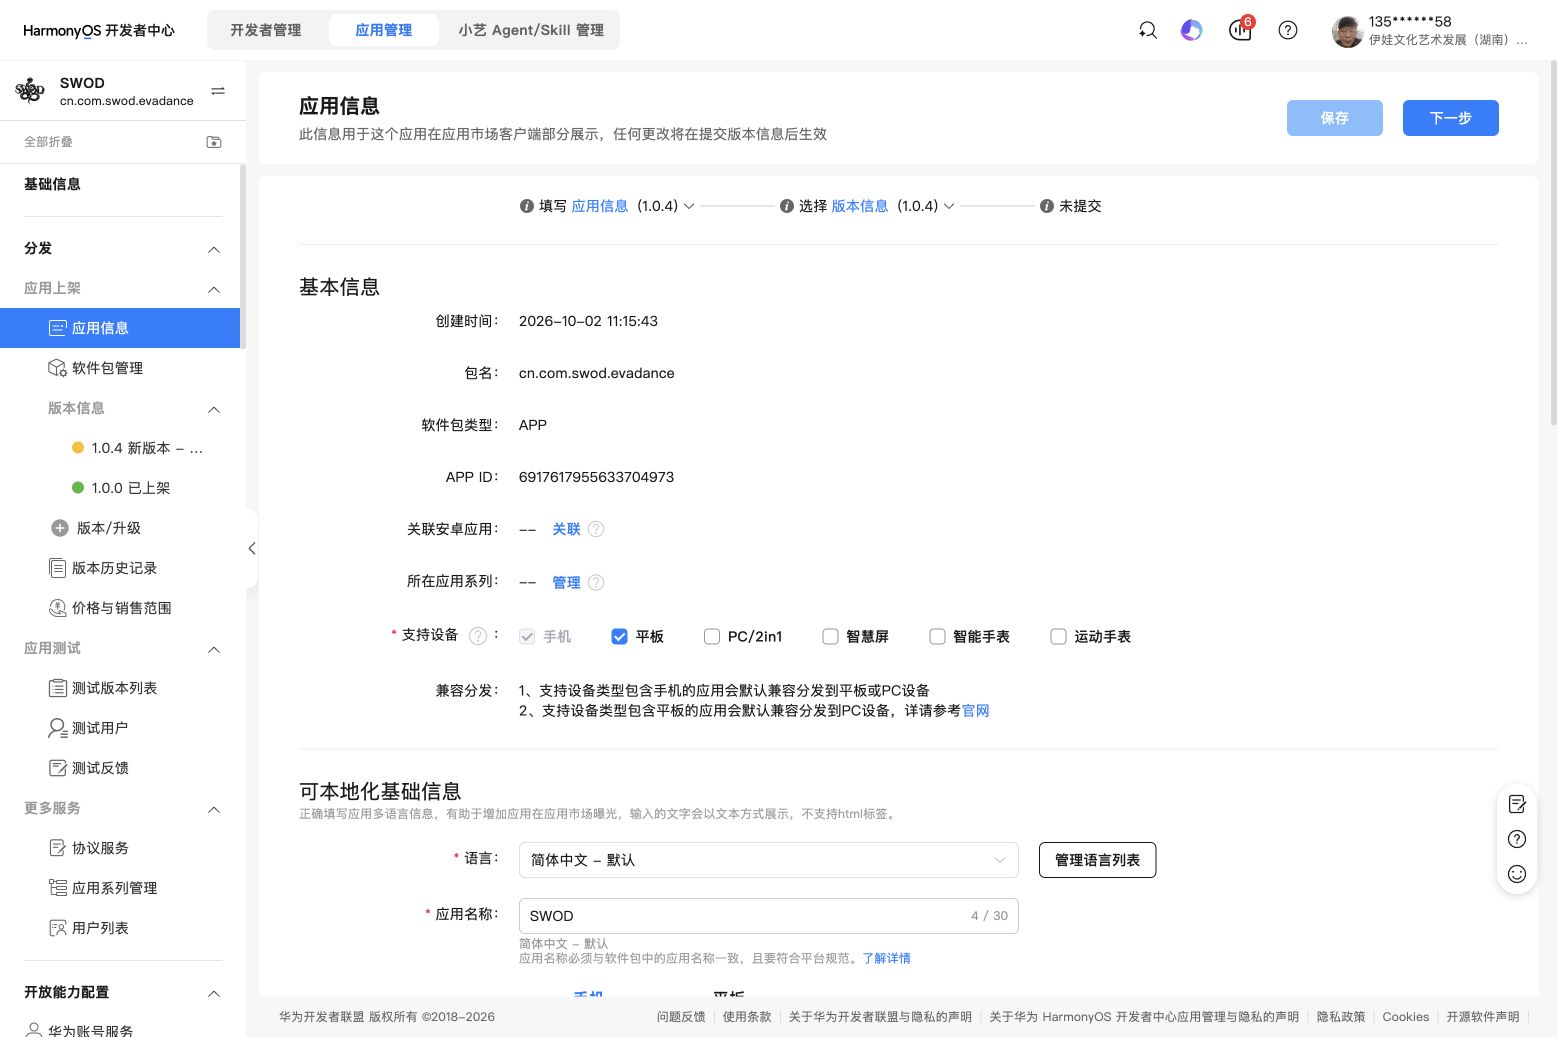 HarmonyOS 开发者中心
开发者管理
应用管理
小艺 Agent/Skill 管理
6
135******58
伊娃文化艺术发展（湖南）...
SWOD
cn.com.swod.evadance
全部折叠
基础信息
分发
应用上架
应用信息
软件包管理
版本信息
1.0.4 新版本 - ...
1.0.0 已上架
版本/升级
版本历史记录
价格与销售范围
应用测试
测试版本列表
测试用户
测试反馈
更多服务
协议服务
应用系列管理
用户列表
开放能力配置
华为账号服务
应用信息
此信息用于这个应用在应用市场客户端部分展示，任何更改将在提交版本信息后生效
保存
下一步
填写 应用信息 (1.0.4)
选择 版本信息 (1.0.4)
未提交
基本信息
创建时间： 2026-10-02 11:15:43
包名： cn.com.swod.evadance
软件包类型： APP
APP ID： 6917617955633704973
关联安卓应用： -- 关联
所在应用系列： -- 管理
* 支持设备 ： 手机 平板 PC/2in1 智慧屏 智能手表 运动手表
兼容分发： 1、支持设备类型包含手机的应用会默认兼容分发到平板或PC设备
2、支持设备类型包含平板的应用会默认兼容分发到PC设备，详请参考官网
可本地化基础信息
正确填写应用多语言信息，有助于增加应用在应用市场曝光，输入的文字会以文本方式展示，不支持html标签。
* 语言： 简体中文 - 默认
管理语言列表
* 应用名称： SWOD 4 / 30
简体中文 - 默认
应用名称必须与软件包中的应用名称一致，且要符合平台规范。了解详情
手机 平板
华为开发者联盟 版权所有 ©2018-2026
问题反馈 使用条款 关于华为开发者联盟与隐私的声明 关于华为 HarmonyOS 开发者中心应用管理与隐私的声明 隐私政策 Cookies 开源软件声明